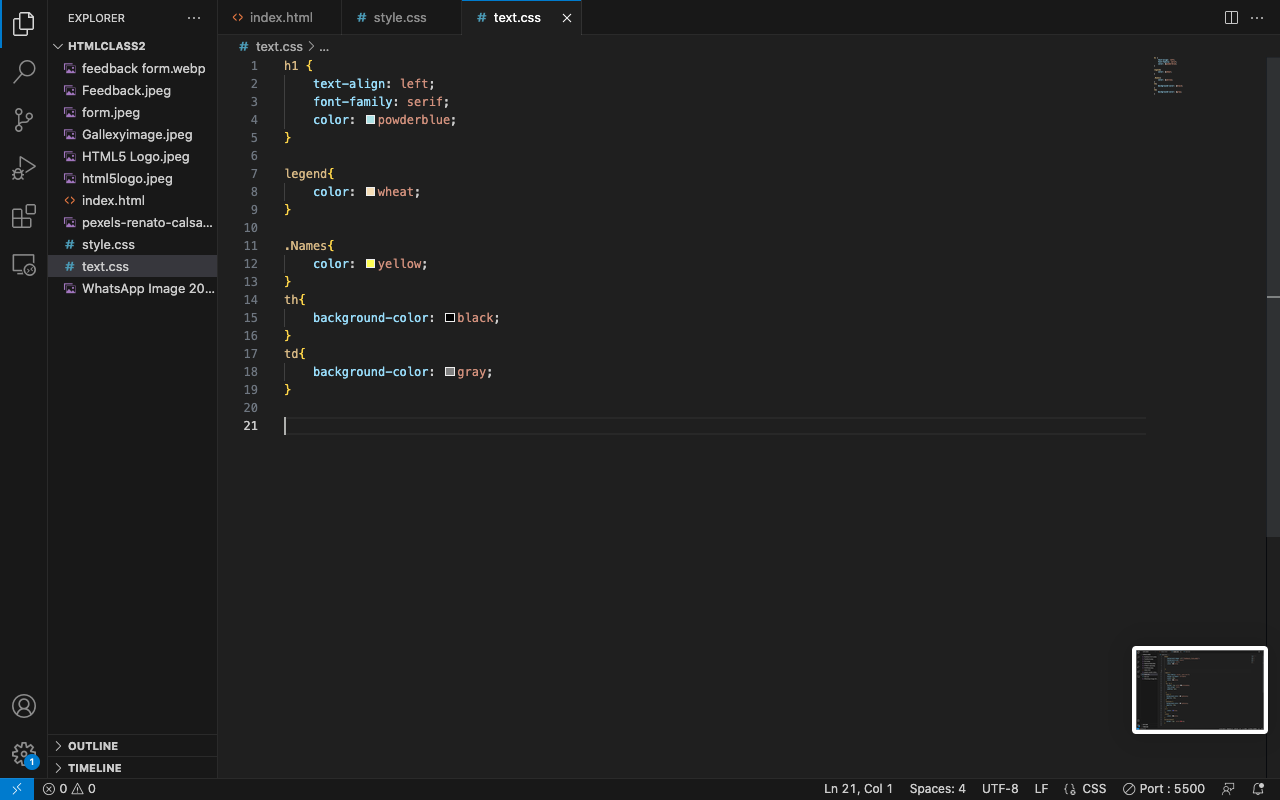 EXPLORER
HTMLCLASS2
feedback form.webp
Feedback.jpeg
form.jpeg
Gallexyimage.jpeg
HTML5 Logo.jpeg
html5logo.jpeg
index.html
pexels-renato-calsa...
# style.css
# text.css
WhatsApp Image 20...
OUTLINE
TIMELINE
index.html
# style.css
# text.css
# text.css > ...
1 h1 {
2     text-align: left;
3     font-family: serif;
4     color: powderblue;
5 }
6
7 legend{
8     color: wheat;
9 }
10
11 .Names{
12     color: yellow;
13 }
14 th{
15     background-color: black;
16 }
17 td{
18     background-color: gray;
19 }
20
21
1
0 0 Ln 21, Col 1 Spaces: 4 UTF-8 LF {} CSS Port : 5500